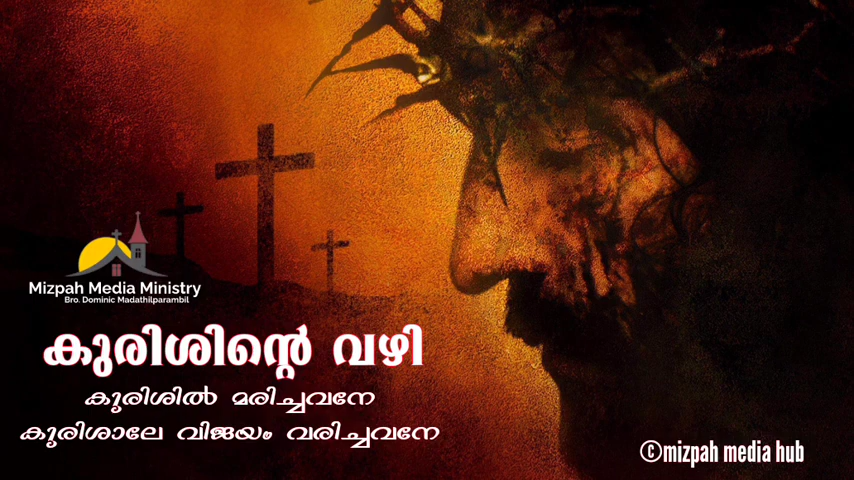 Mizpah Media Ministry
Bro. Dominic Madathilparambil
കുരിശിന്റെ വഴി
കുരിശിൽ മരിച്ചവനേ
കുരിശാലേ വിജയം വരിച്ചവനേ
©mizpah media hub